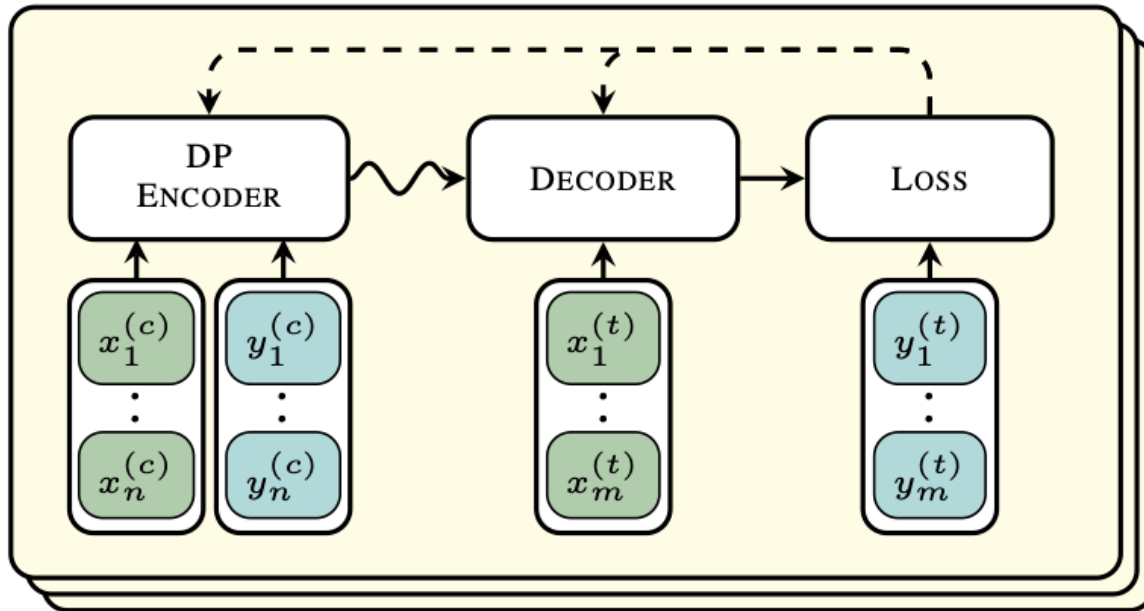 DP
ENCODER
DECODER
LOSS
x_1^{(c)} y_1^{(c)} x_1^{(t)} y_1^{(t)}
⋮ ⋮ ⋮ ⋮
x_n^{(c)} y_n^{(c)} x_m^{(t)} y_m^{(t)}